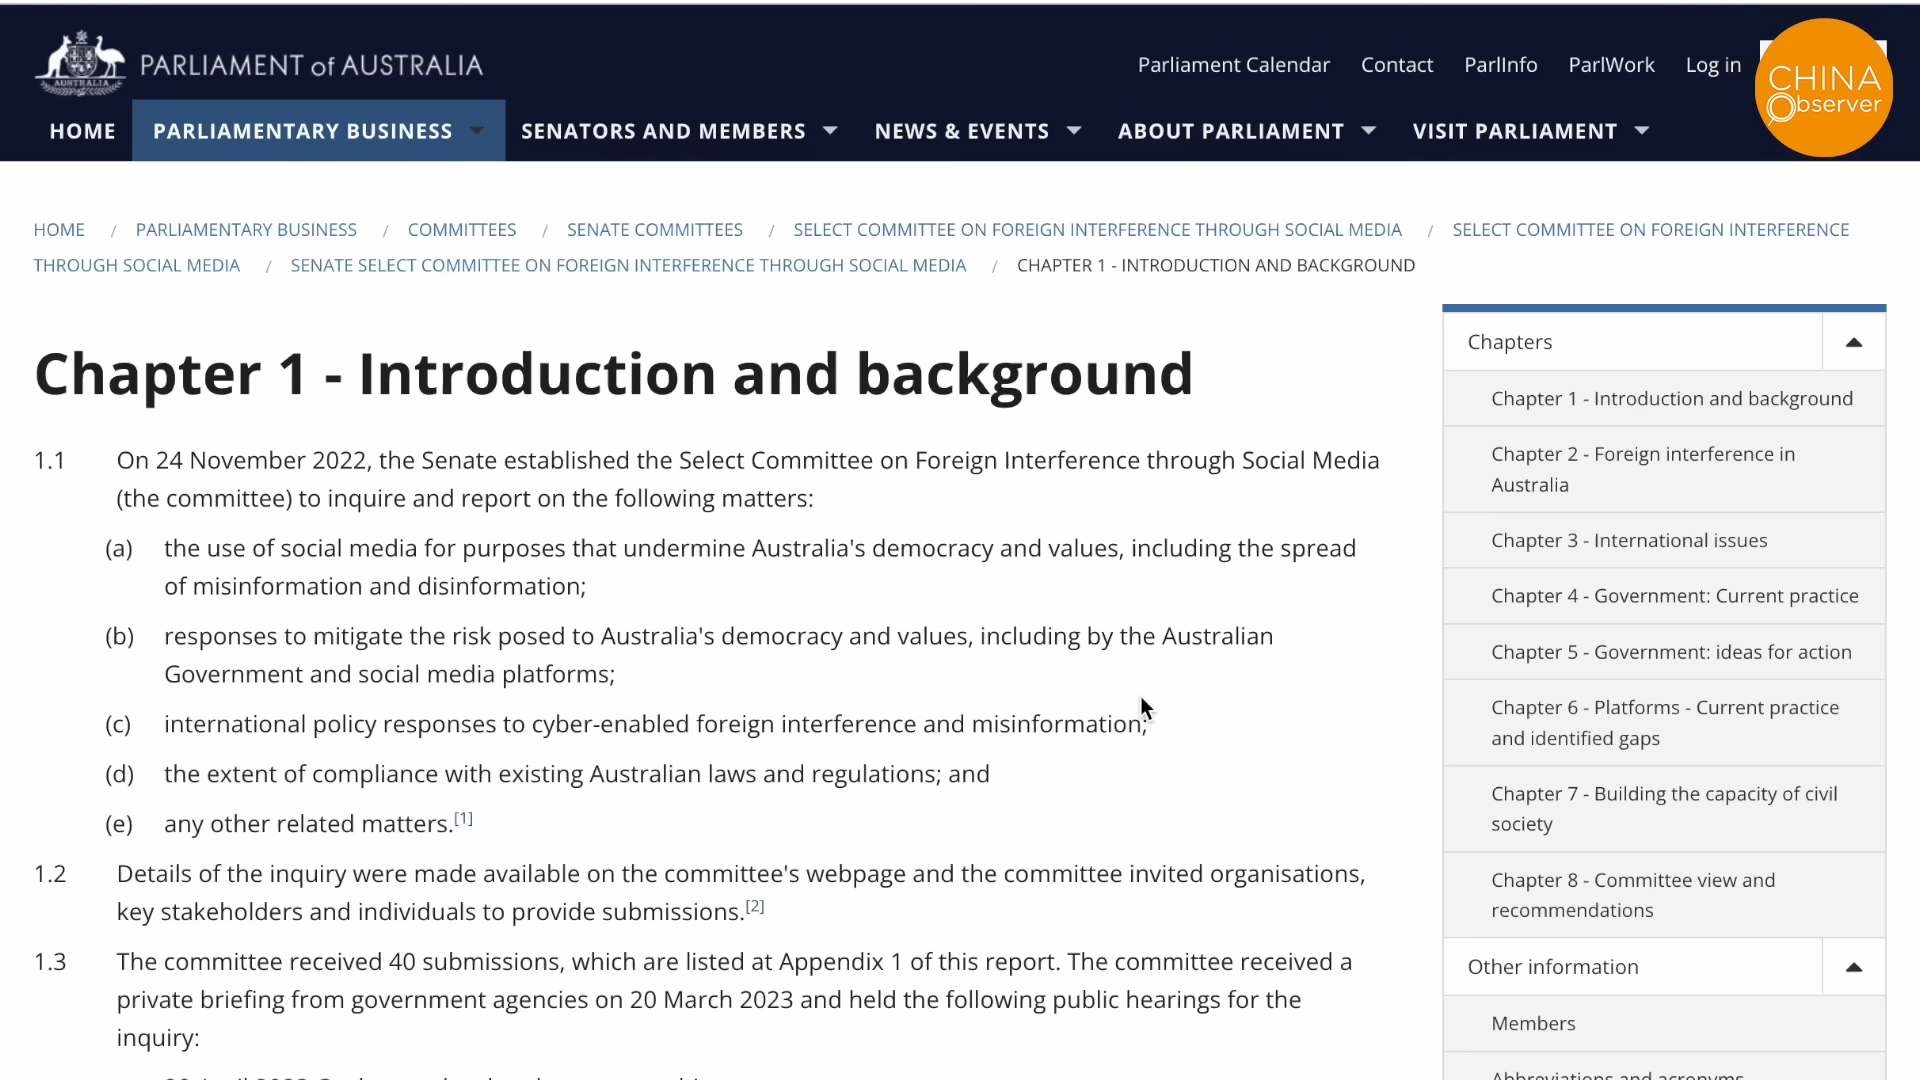 PARLIAMENT of AUSTRALIA
AUSTRALIA
Parliament Calendar Contact ParlInfo ParlWork Log in
CHINA
Observer
HOME PARLIAMENTARY BUSINESS SENATORS AND MEMBERS NEWS & EVENTS ABOUT PARLIAMENT VISIT PARLIAMENT
HOME / PARLIAMENTARY BUSINESS / COMMITTEES / SENATE COMMITTEES / SELECT COMMITTEE ON FOREIGN INTERFERENCE THROUGH SOCIAL MEDIA / SELECT COMMITTEE ON FOREIGN INTERFERENCE
THROUGH SOCIAL MEDIA / SENATE SELECT COMMITTEE ON FOREIGN INTERFERENCE THROUGH SOCIAL MEDIA / CHAPTER 1 - INTRODUCTION AND BACKGROUND
Chapter 1 - Introduction and background
1.1 On 24 November 2022, the Senate established the Select Committee on Foreign Interference through Social Media
(the committee) to inquire and report on the following matters:
(a) the use of social media for purposes that undermine Australia's democracy and values, including the spread
of misinformation and disinformation;
(b) responses to mitigate the risk posed to Australia's democracy and values, including by the Australian
Government and social media platforms;
(c) international policy responses to cyber-enabled foreign interference and misinformation;
(d) the extent of compliance with existing Australian laws and regulations; and
(e) any other related matters.[1]
1.2 Details of the inquiry were made available on the committee's webpage and the committee invited organisations,
key stakeholders and individuals to provide submissions.[2]
1.3 The committee received 40 submissions, which are listed at Appendix 1 of this report. The committee received a
private briefing from government agencies on 20 March 2023 and held the following public hearings for the
inquiry:
Chapters
Chapter 1 - Introduction and background
Chapter 2 - Foreign interference in
Australia
Chapter 3 - International issues
Chapter 4 - Government: Current practice
Chapter 5 - Government: ideas for action
Chapter 6 - Platforms - Current practice
and identified gaps
Chapter 7 - Building the capacity of civil
society
Chapter 8 - Committee view and
recommendations
Other information
Members
Abbreviations and acronyms